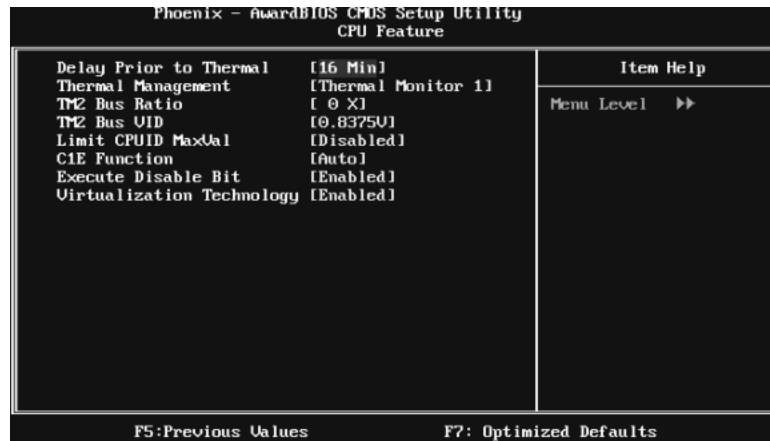 Phoenix - AwardBIOS CMOS Setup Utility
CPU Feature
Delay Prior to Thermal [16 Min]
Thermal Management [Thermal Monitor 1]
TM2 Bus Ratio [ 0 X]
TM2 Bus VID [0.8375V]
Limit CPUID MaxVal [Disabled]
C1E Function [Auto]
Execute Disable Bit [Enabled]
Virtualization Technology [Enabled]
Item Help
Menu Level ▶▶
F5:Previous Values F7: Optimized Defaults